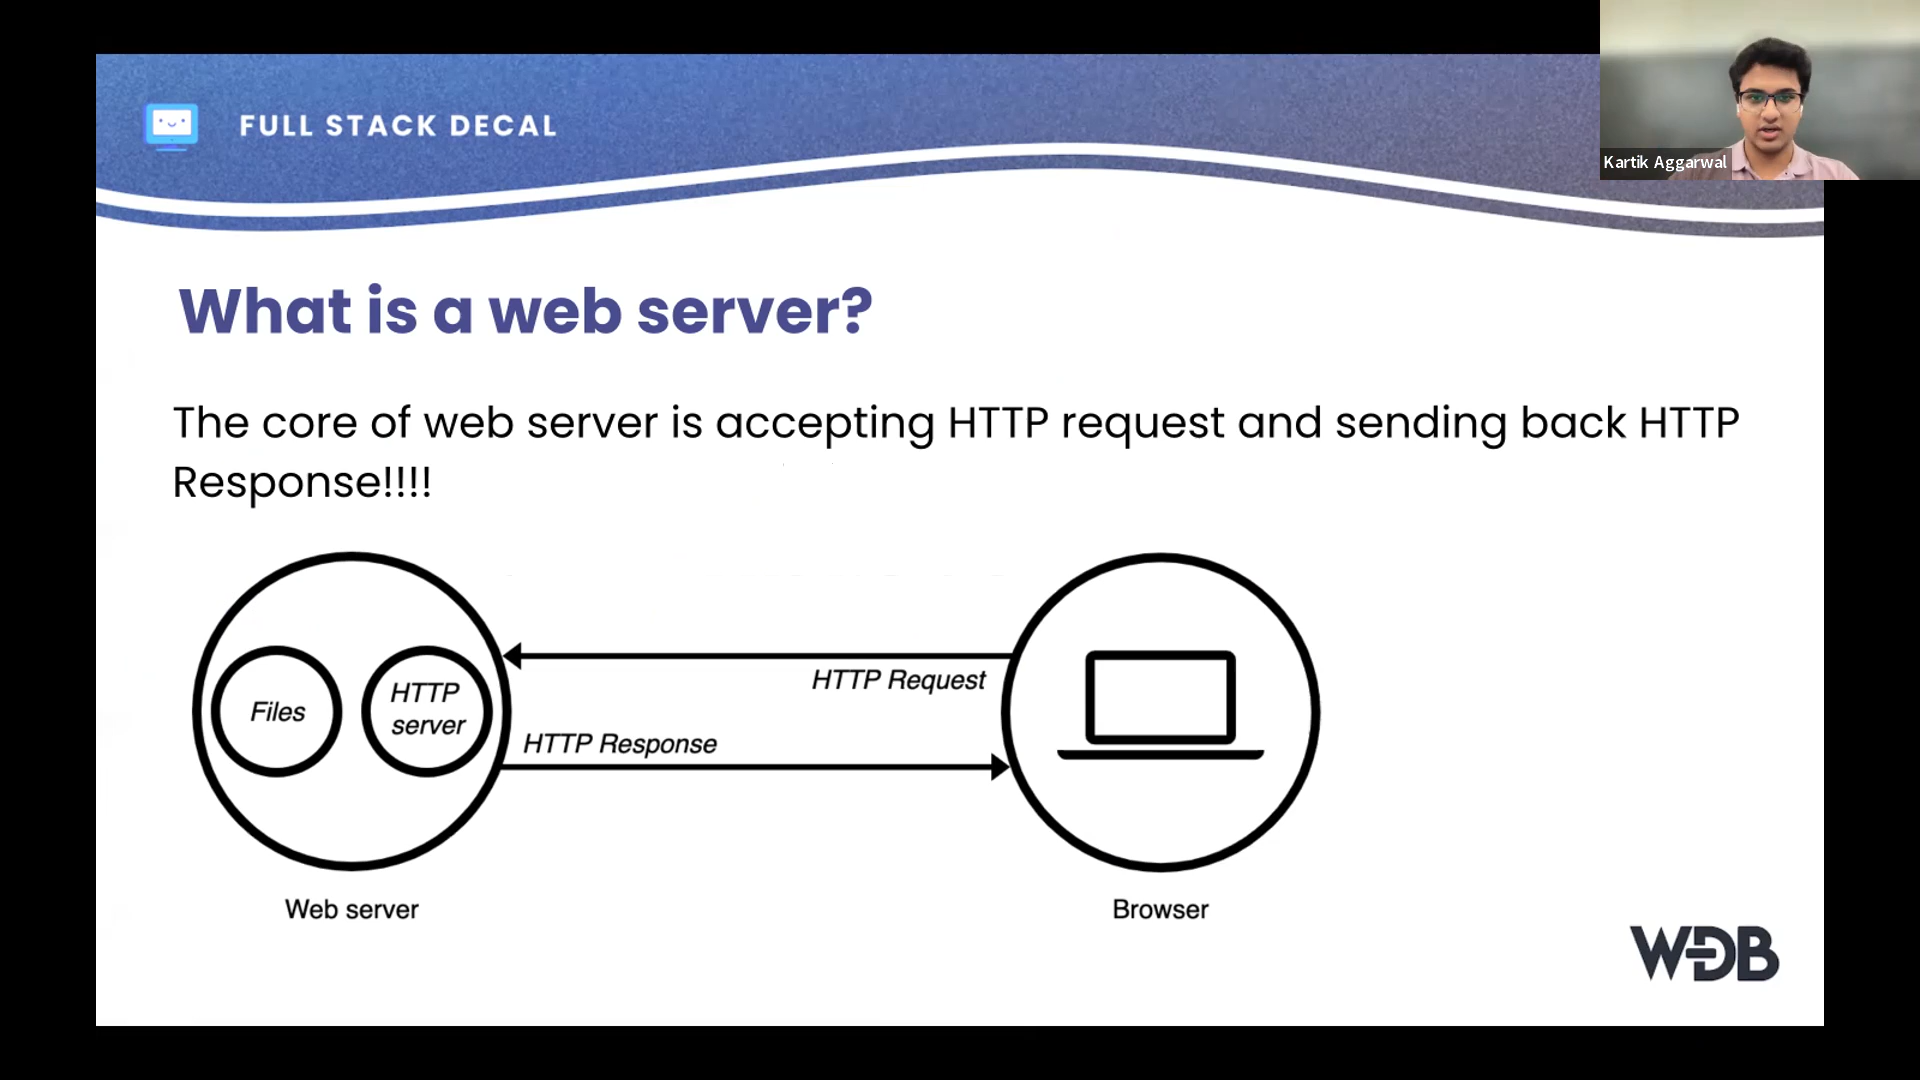 FULL STACK DECAL
Kartik Aggarwal
What is a web server?
The core of web server is accepting HTTP request and sending back HTTP
Response!!!!
Files
HTTP
server
HTTP Request
HTTP Response
Web server
Browser
WDB